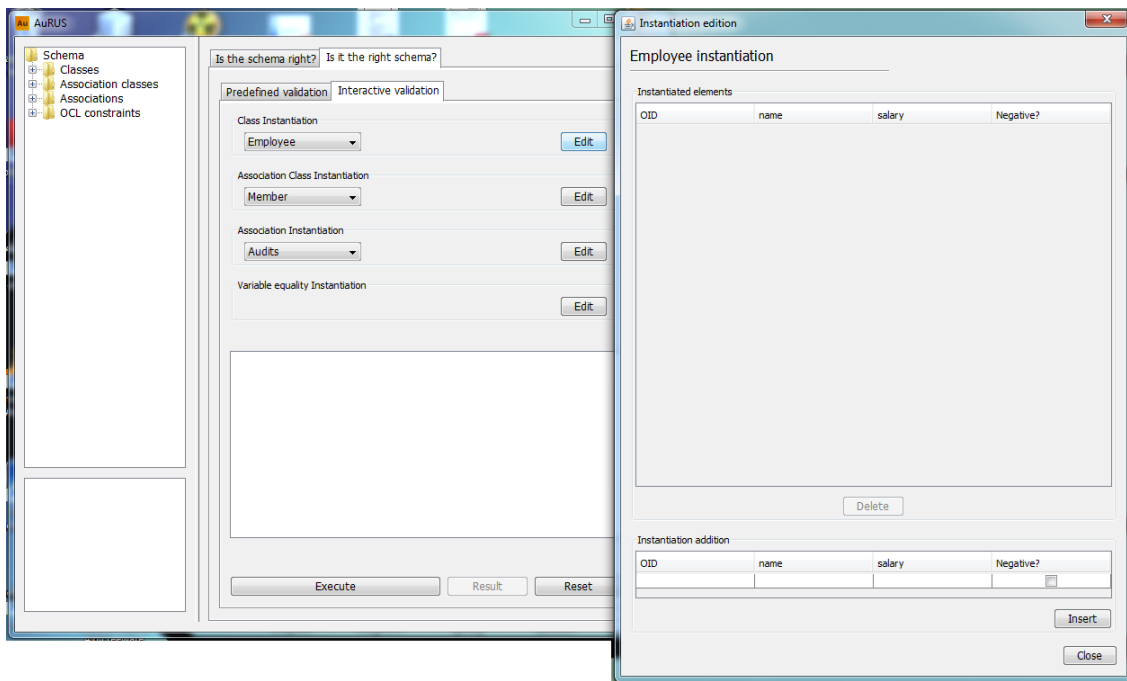 Au AuRUS
Schema
Classes
Association classes
Associations
OCL constraints
Is the schema right? Is it the right schema?
Predefined validation Interactive validation
Class Instantiation
Employee Edit
Association Class Instantiation
Member Edit
Association Instantiation
Audits Edit
Variable equality Instantiation
Edit
Execute Result Reset
Instantiation edition
Employee instantiation
Instantiated elements
OID name salary Negative?
Delete
Instantiation addition
OID name salary Negative?
Insert
Close